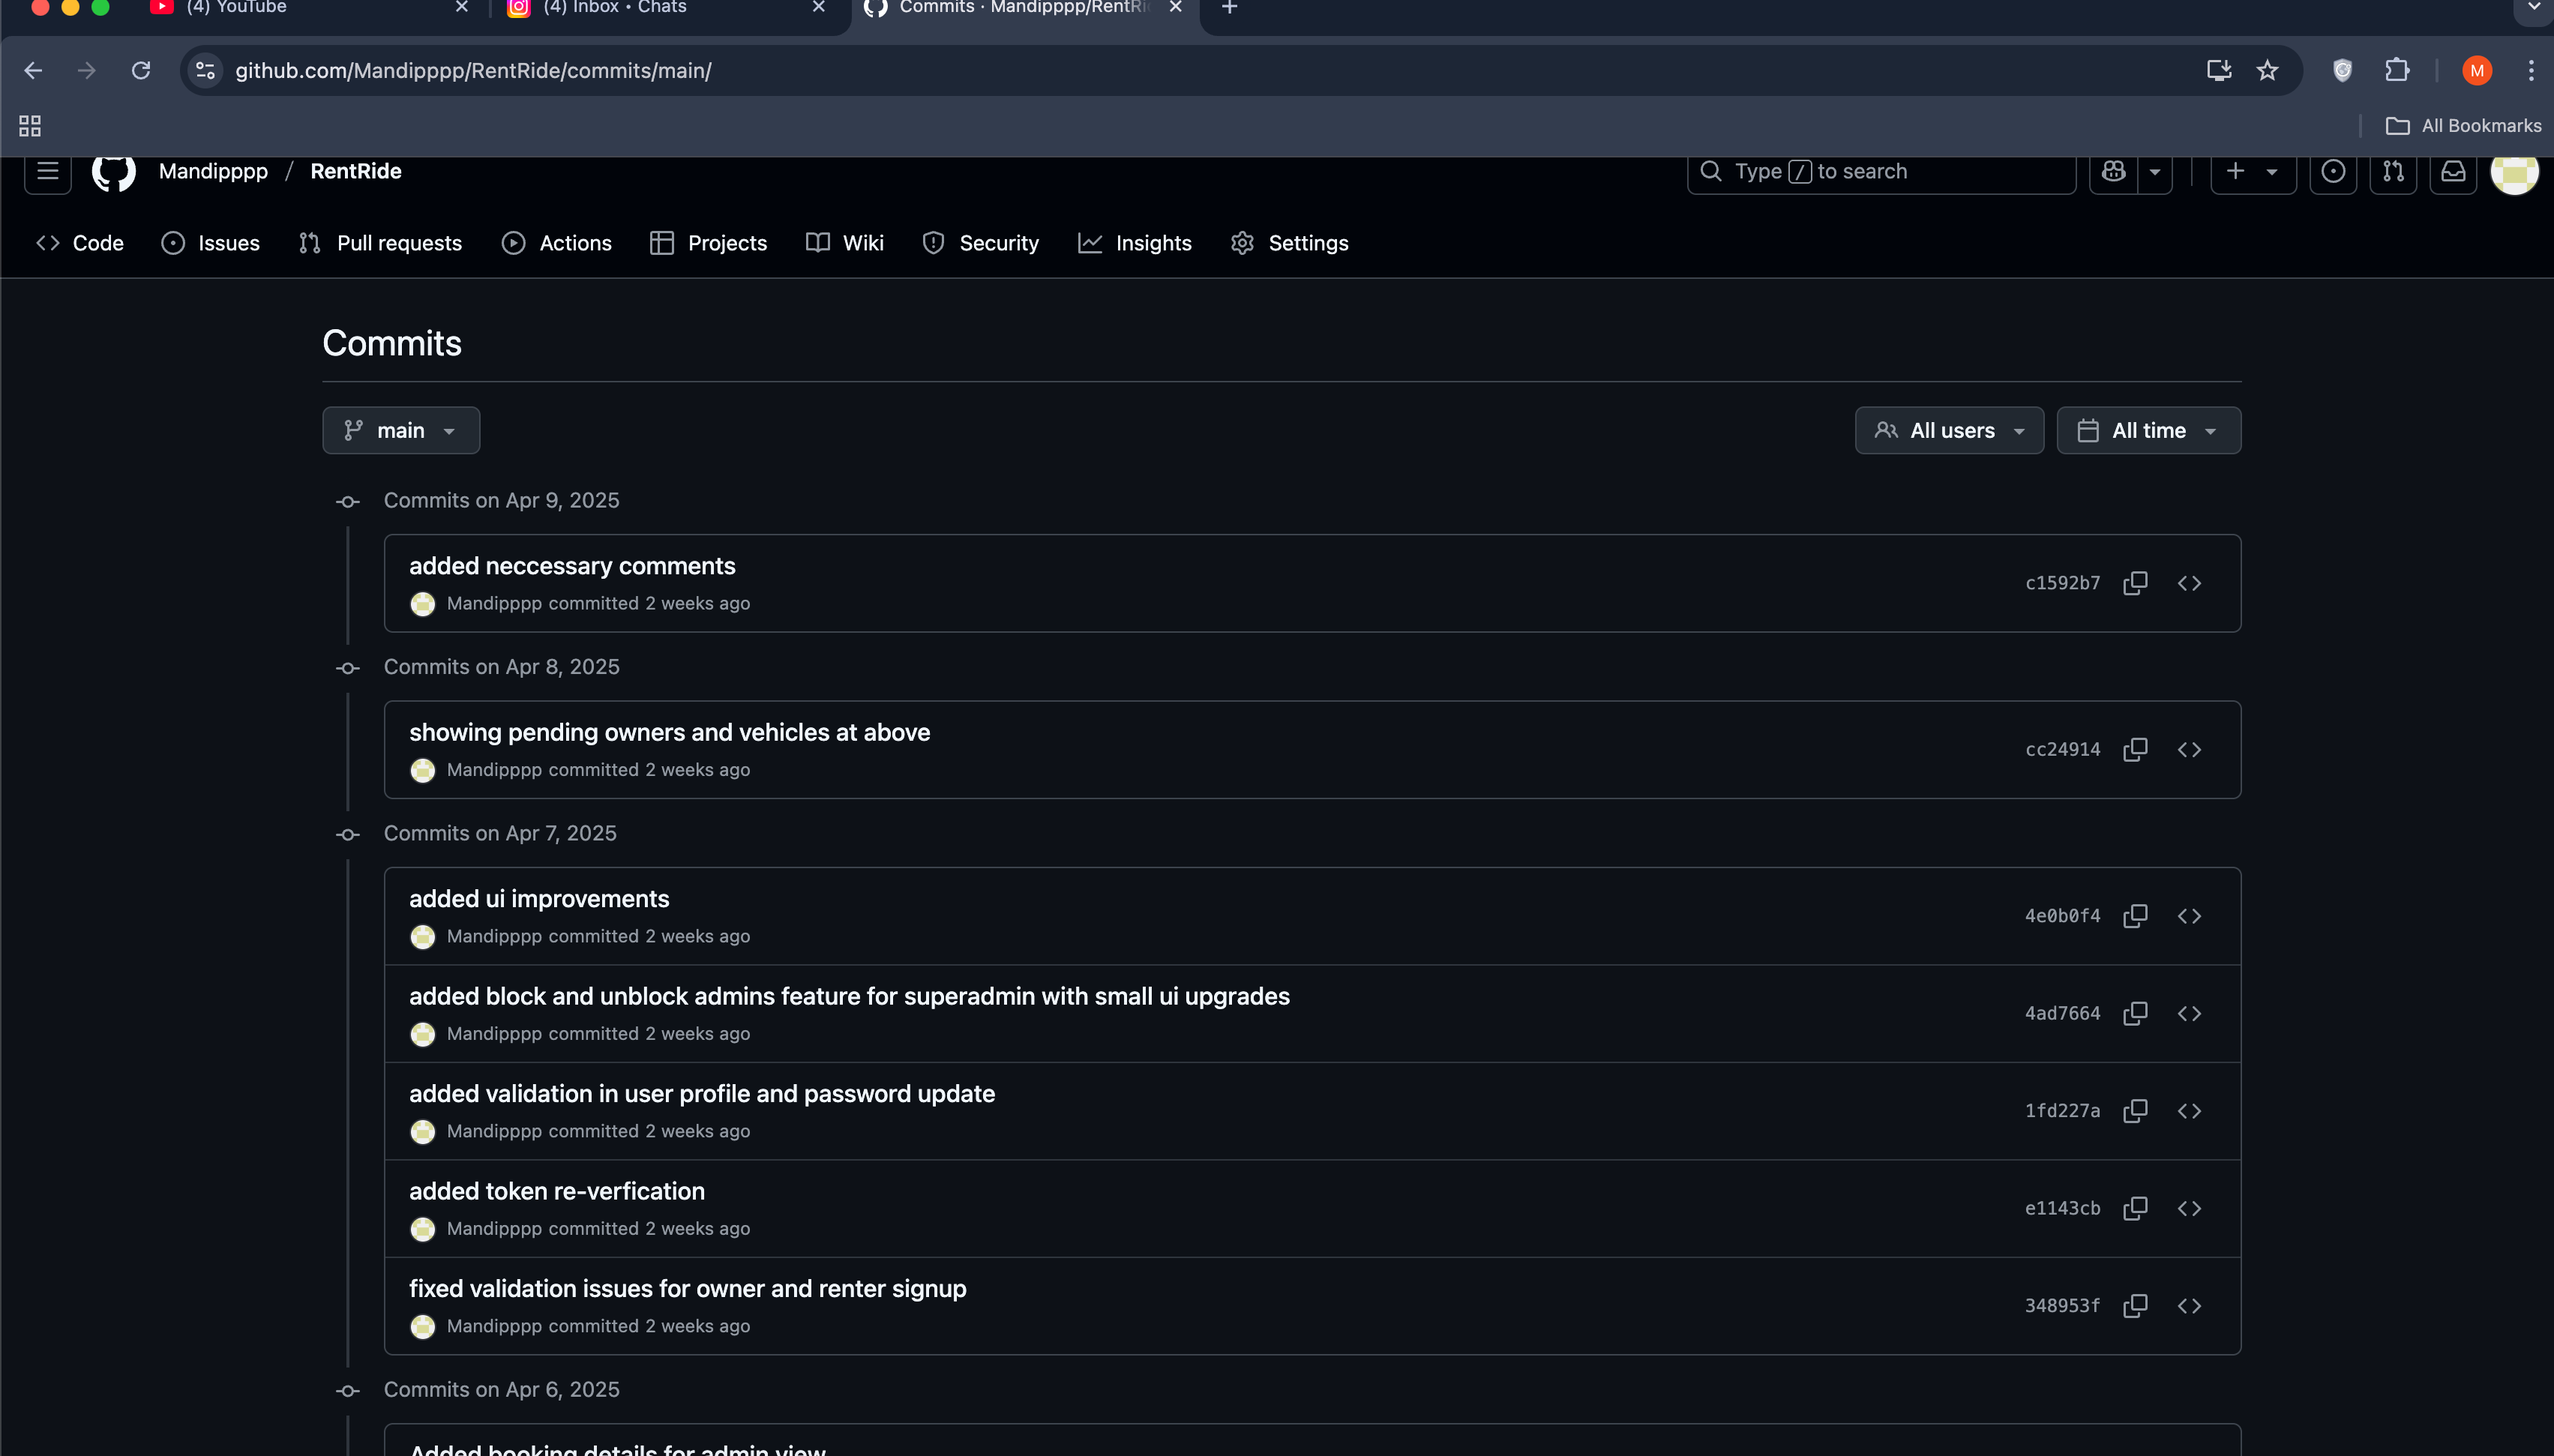 (4) YouTube
(4) Inbox • Chats
Commits · Mandipppp/RentRi
github.com/Mandipppp/RentRide/commits/main/
M
All Bookmarks
Mandipppp / RentRide
Type / to search
Code
Issues
Pull requests
Actions
Projects
Wiki
Security
Insights
Settings
Commits
main
All users
All time
Commits on Apr 9, 2025
added neccessary comments
c1592b7
Mandipppp committed 2 weeks ago
Commits on Apr 8, 2025
showing pending owners and vehicles at above
cc24914
Mandipppp committed 2 weeks ago
Commits on Apr 7, 2025
added ui improvements
4e0b0f4
Mandipppp committed 2 weeks ago
added block and unblock admins feature for superadmin with small ui upgrades
4ad7664
Mandipppp committed 2 weeks ago
added validation in user profile and password update
1fd227a
Mandipppp committed 2 weeks ago
added token re-verfication
e1143cb
Mandipppp committed 2 weeks ago
fixed validation issues for owner and renter signup
348953f
Mandipppp committed 2 weeks ago
Commits on Apr 6, 2025
Added booking details for admin view